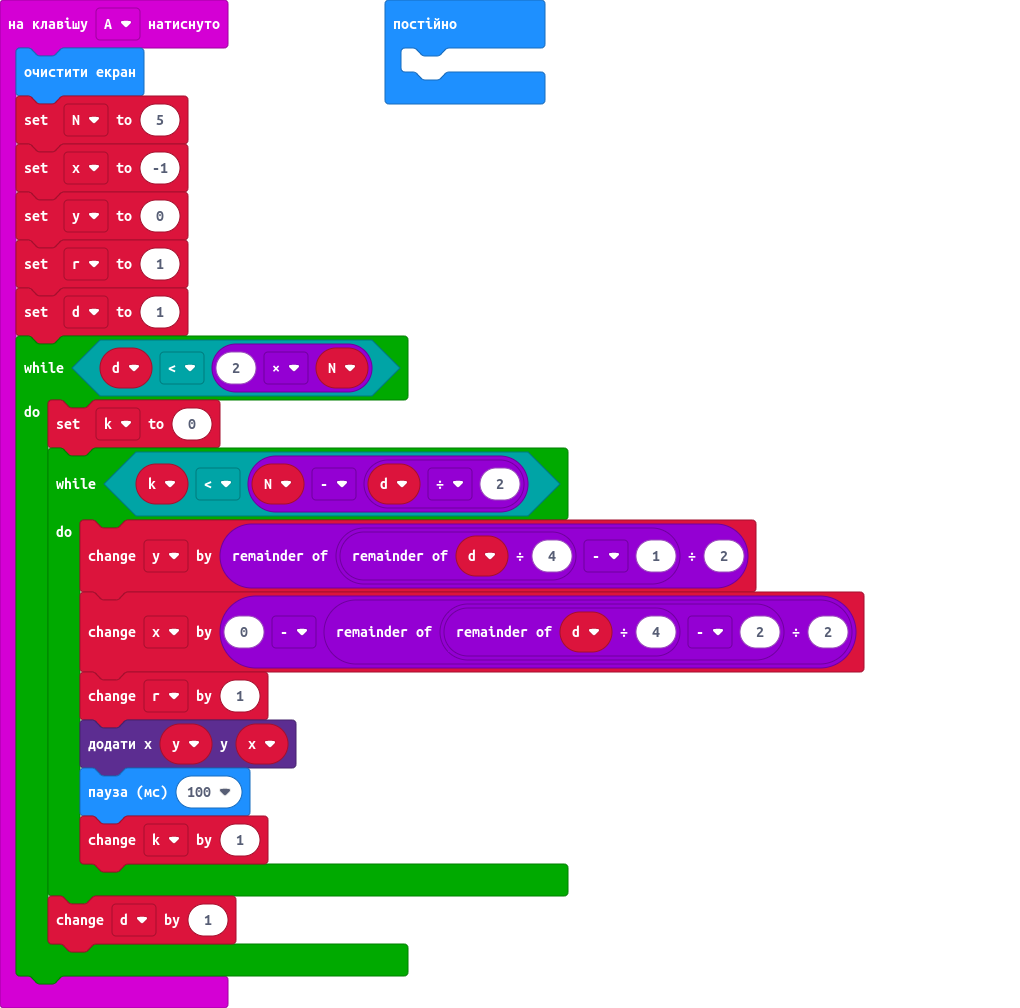 на клавішу A натиснуто
постійно
очистити екран
set N to 5
set x to -1
set y to 0
set r to 1
set d to 1
while d < 2 × N
do
set k to 0
while k < N - d ÷ 2
do
change y by remainder of remainder of d ÷ 4 - 1 ÷ 2
change x by 0 - remainder of remainder of d ÷ 4 - 2 ÷ 2
change r by 1
додати x y y x
пауза (мс) 100
change k by 1
change d by 1